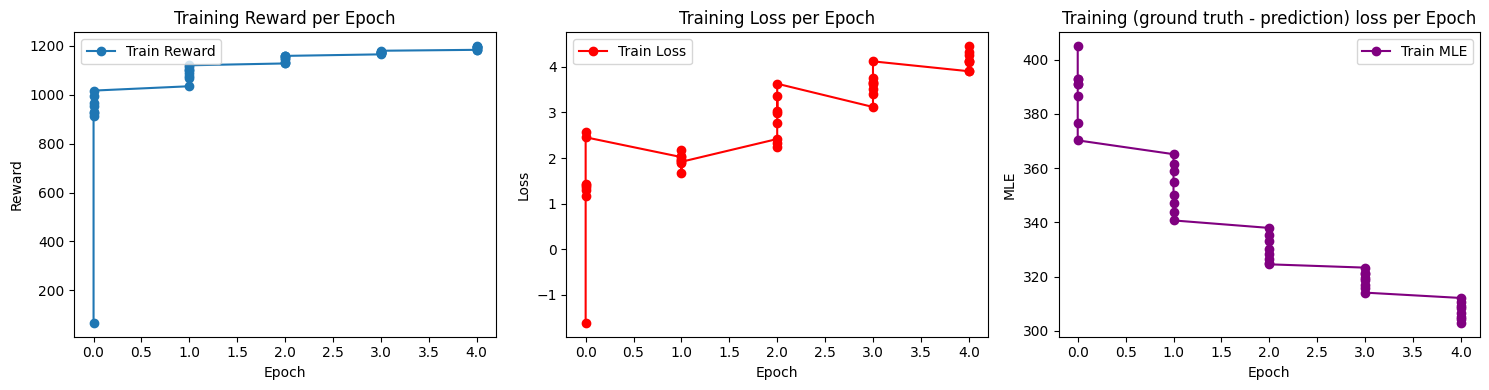 Training Reward per Epoch
Train Reward
Reward
1200
1000
800
600
400
200
0.0 0.5 1.0 1.5 2.0 2.5 3.0 3.5 4.0
Epoch
Training Loss per Epoch
Train Loss
Loss
4
3
2
1
0
−1
0.0 0.5 1.0 1.5 2.0 2.5 3.0 3.5 4.0
Epoch
Training (ground truth - prediction) loss per Epoch
Train MLE
MLE
400
380
360
340
320
300
0.0 0.5 1.0 1.5 2.0 2.5 3.0 3.5 4.0
Epoch